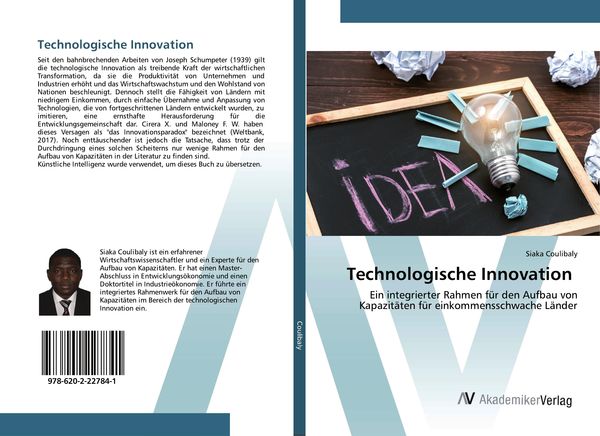 Technologische Innovation
Seit den bahnbrechenden Arbeiten von Joseph Schumpeter (1939) gilt
die technologische Innovation als treibende Kraft der wirtschaftlichen
Transformation, da sie die Produktivität von Unternehmen und
Industrien erhöht und das Wirtschaftswachstum und den Wohlstand von
Nationen beschleunigt. Dennoch stellt die Fähigkeit von Ländern mit
niedrigem Einkommen, durch einfache Übernahme und Anpassung von
Technologien, die von fortgeschrittenen Ländern entwickelt wurden, zu
imitieren, eine ernsthafte Herausforderung für die
Entwicklungsgemeinschaft dar. Cirera X. und Maloney F. W. haben
dieses Versagen als "das Innovationsparadox" bezeichnet (Weltbank,
2017). Noch enttäuschender ist jedoch die Tatsache, dass trotz der
Durchdringung eines solchen Scheiterns nur wenige Rahmen für den
Aufbau von Kapazitäten in der Literatur zu finden sind.
Künstliche Intelligenz wurde verwendet, um dieses Buch zu übersetzen.
Siaka Coulibaly ist ein erfahrener
Wirtschaftswissenschaftler und ein Experte für den
Aufbau von Kapazitäten. Er hat einen Master-
Abschluss in Entwicklungsökonomie und einen
Doktortitel in Industrieökonomie. Er führte ein
integriertes Rahmenwerk für den Aufbau von
Kapazitäten im Bereich der technologischen
Innovation ein.
978-620-2-22784-1
Coulibaly
iDEA
Siaka Coulibaly
Technologische Innovation
Ein integrierter Rahmen für den Aufbau von
Kapazitäten für einkommensschwache Länder
AV AkademikerVerlag